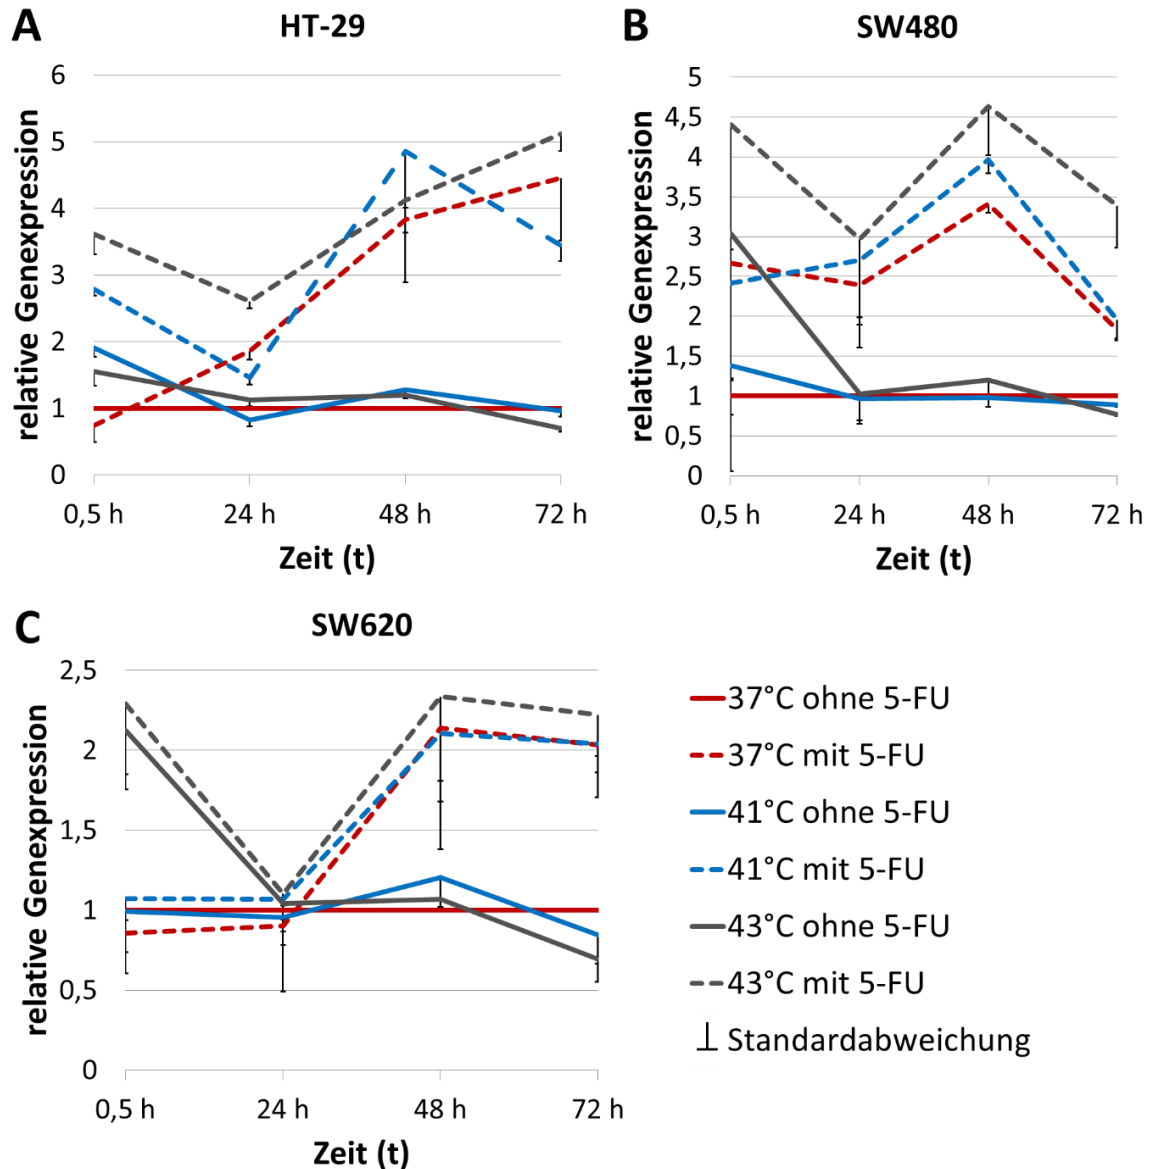 A
HT-29
relative Genexpression
6
5
4
3
2
1
0
0,5 h 24 h 48 h 72 h
Zeit (t)
B
SW480
relative Genexpression
5
4,5
4
3,5
3
2,5
2
1,5
1
0,5
0
0,5 h 24 h 48 h 72 h
Zeit (t)
C
SW620
relative Genexpression
2,5
2
1,5
1
0,5
0
0,5 h 24 h 48 h 72 h
Zeit (t)
37°C ohne 5-FU
37°C mit 5-FU
41°C ohne 5-FU
41°C mit 5-FU
43°C ohne 5-FU
43°C mit 5-FU
Standardabweichung